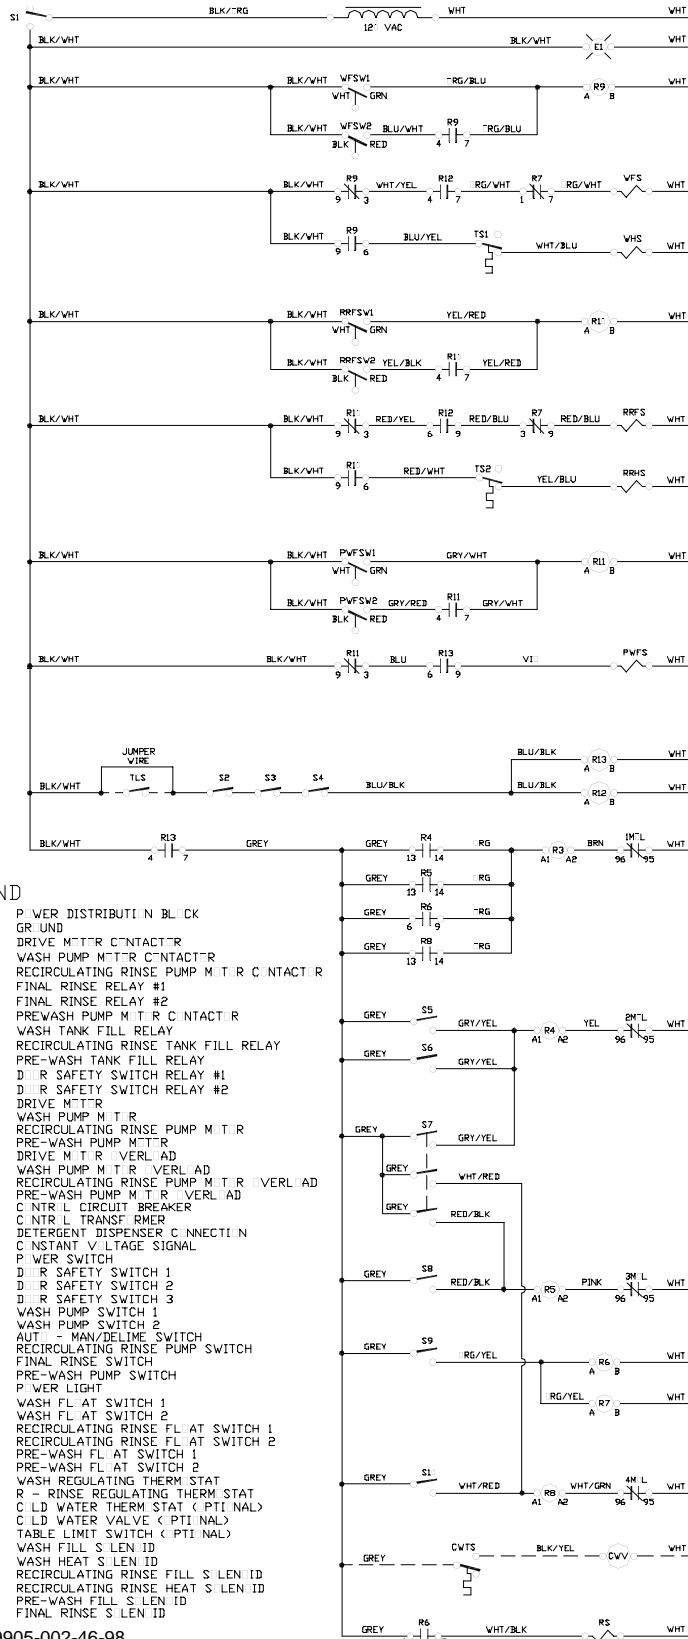 S1 BLK/ORG 120 VAC WHT WHT
BLK/WHT BLK/WHT E1 WHT
BLK/WHT BLK/WHT WFSW1 WHT GRN ORG/BLU R9 A B WHT
BLK/WHT WFSW2 BLK RED BLU/WHT R9 4 7 ORG/BLU
BLK/WHT BLK/WHT R9 9 3 WHT/YEL R12 4 7 ORG/WHT R7 1 7 ORG/WHT WFS WHT
BLK/WHT R9 9 6 BLU/YEL TS1 WHT/BLU WHS WHT
BLK/WHT BLK/WHT RRFSW1 WHT GRN YEL/RED R10 A B WHT
BLK/WHT RRFSW2 BLK RED YEL/BLK R10 4 7 YEL/RED
BLK/WHT BLK/WHT R10 9 3 RED/YEL R12 6 9 RED/BLU R7 3 9 RED/BLU RRFS WHT
BLK/WHT R10 9 6 RED/WHT TS2 YEL/BLU RRHS WHT
BLK/WHT BLK/WHT PWFSW1 WHT GRN GRY/WHT R11 A B WHT
BLK/WHT PWFSW2 BLK RED GRY/RED R11 4 7 GRY/WHT
BLK/WHT BLK/WHT R11 9 3 BLU R13 6 9 VIO PWFS WHT
JUMPER
WIRE
BLU/BLK R13 A B WHT
BLK/WHT TLS S2 S3 S4 BLU/BLK BLU/BLK R12 A B WHT
BLK/WHT R13 4 7 GREY GREY R4 13 14 ORG R3 A1 A2 BRN 1MOL 96 95 WHT
GREY R5 13 14 ORG
GREY R6 6 9 ORG
GREY R8 13 14 ORG
GREY S5 GRY/YEL R4 A1 A2 YEL 2MOL 96 95 WHT
GREY S6 GRY/YEL
GREY S7 GRY/YEL
GREY WHT/RED
GREY RED/BLK
GREY S8 RED/BLK R5 A1 A2 PINK 3MOL 96 95 WHT
GREY S9 ORG/YEL R6 A B WHT
ORG/YEL R7 A B WHT
GREY S10 WHT/RED R8 A1 A2 WHT/GRN 4MOL 96 95 WHT
GREY CWTS BLK/YEL CWV WHT
GREY R6 WHT/BLK RS WHT
ND
POWER DISTRIBUTION BLOCK
GROUND
DRIVE MOTOR CONTACTOR
WASH PUMP MOTOR CONTACTOR
RECIRCULATING RINSE PUMP MOTOR CONTACTOR
FINAL RINSE RELAY #1
FINAL RINSE RELAY #2
PREWASH PUMP MOTOR CONTACTOR
WASH TANK FILL RELAY
RECIRCULATING RINSE TANK FILL RELAY
PRE-WASH TANK FILL RELAY
DOOR SAFETY SWITCH RELAY #1
DOOR SAFETY SWITCH RELAY #2
DRIVE MOTOR
WASH PUMP MOTOR
RECIRCULATING RINSE PUMP MOTOR
PRE-WASH PUMP MOTOR
DRIVE MOTOR OVERLOAD
WASH PUMP MOTOR OVERLOAD
RECIRCULATING RINSE PUMP MOTOR OVERLOAD
PRE-WASH PUMP MOTOR OVERLOAD
CONTROL CIRCUIT BREAKER
CONTROL TRANSFORMER
DETERGENT DISPENSER CONNECTION
CONSTANT VOLTAGE SIGNAL
POWER SWITCH
DOOR SAFETY SWITCH 1
DOOR SAFETY SWITCH 2
DOOR SAFETY SWITCH 3
WASH PUMP SWITCH 1
WASH PUMP SWITCH 2
AUTO - MAN/DELIME SWITCH
RECIRCULATING RINSE PUMP SWITCH
FINAL RINSE SWITCH
PRE-WASH PUMP SWITCH
POWER LIGHT
WASH FLOAT SWITCH 1
WASH FLOAT SWITCH 2
RECIRCULATING RINSE FLOAT SWITCH 1
RECIRCULATING RINSE FLOAT SWITCH 2
PRE-WASH FLOAT SWITCH 1
PRE-WASH FLOAT SWITCH 2
WASH REGULATING THERMOSTAT
R - RINSE REGULATING THERMOSTAT
COLD WATER THERMOSTAT (OPTIONAL)
COLD WATER VALVE (OPTIONAL)
TABLE LIMIT SWITCH (OPTIONAL)
WASH FILL SOLENOID
WASH HEAT SOLENOID
RECIRCULATING RINSE FILL SOLENOID
RECIRCULATING RINSE HEAT SOLENOID
PRE-WASH FILL SOLENOID
FINAL RINSE SOLENOID
9905-002-46-98